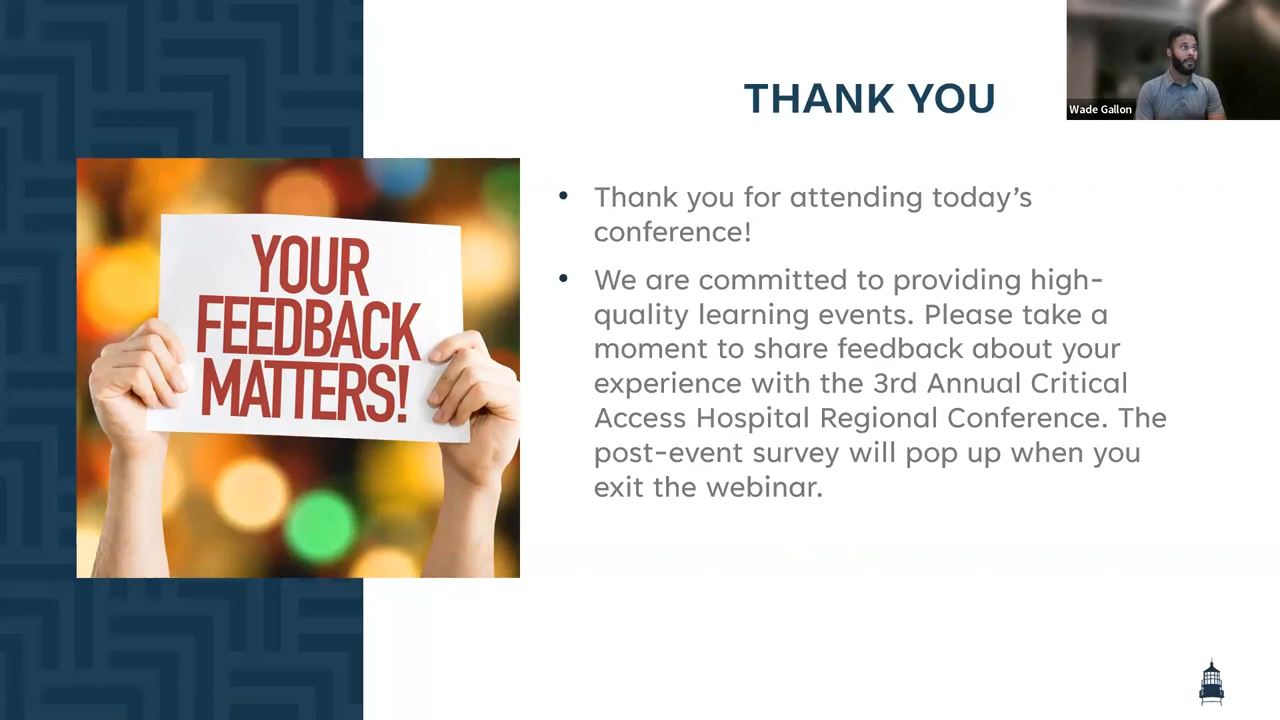 THANK YOU
Wade Gallon
YOUR
FEEDBACK
MATTERS!
• Thank you for attending today’s
conference!
• We are committed to providing high-
quality learning events. Please take a
moment to share feedback about your
experience with the 3rd Annual Critical
Access Hospital Regional Conference. The
post-event survey will pop up when you
exit the webinar.